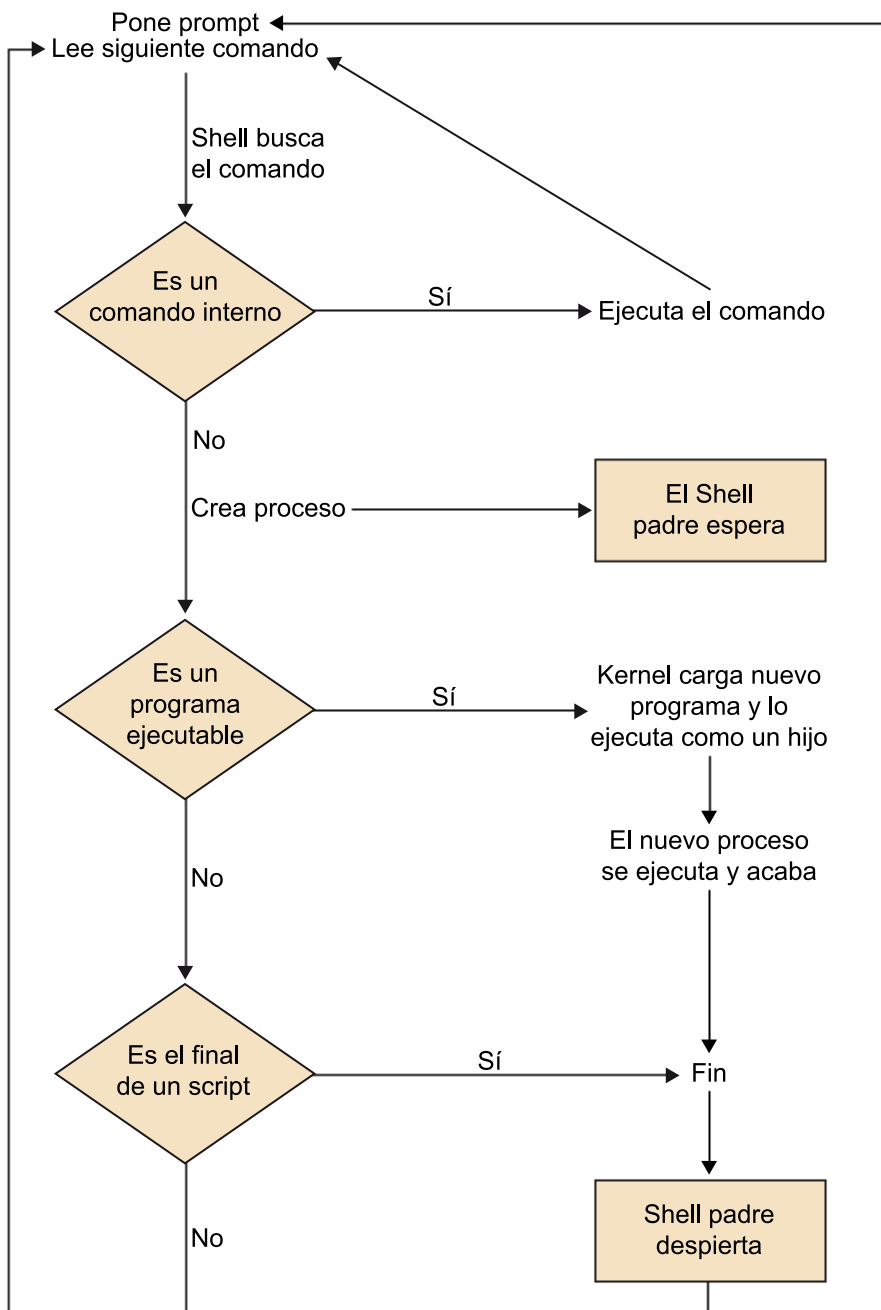 Pone prompt
Lee siguiente comando
Shell busca
el comando
Es un
comando interno
Sí
Ejecuta el comando
No
Crea proceso
El Shell
padre espera
Es un
programa
ejecutable
Sí
Kernel carga nuevo
programa y lo
ejecuta como un hijo
El nuevo proceso
se ejecuta y acaba
No
Es el final
de un script
Sí
Fin
No
Shell padre
despierta